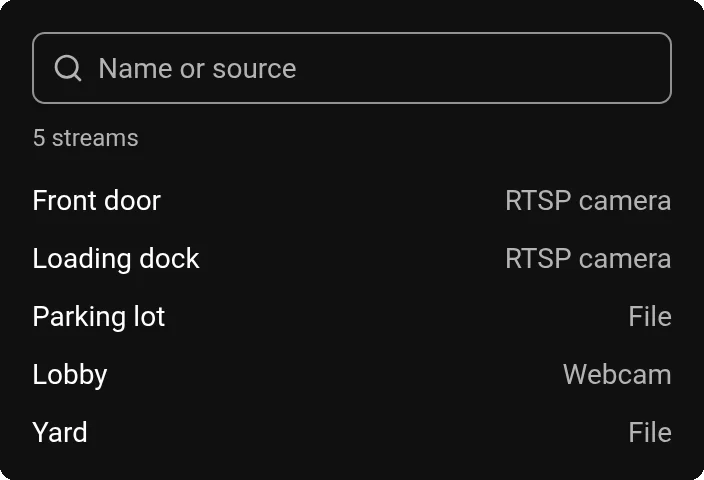 Name or source
5 streams
Front door RTSP camera
Loading dock RTSP camera
Parking lot File
Lobby Webcam
Yard File